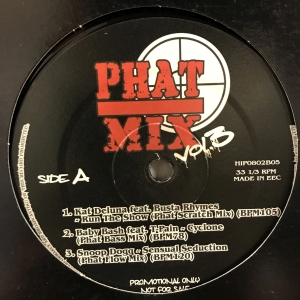 PHAT
MIX
VOL.3
HIP0802B05
33 1/3 RPM
MADE IN EEC
SIDE A
1. Kat Deluna feat. Busta Rhymes
- Run The Show (Phat Scratch Mix) (BPM105)
2. Baby Bash feat. T-Pain - Cyclone
(Phat Bass Mix) (BPM78)
3. Snoop Dogg - Sensual Seduction
(Phat Flow Mix) (BPM120)
PROMOTIONAL ONLY
NOT FOR SALE